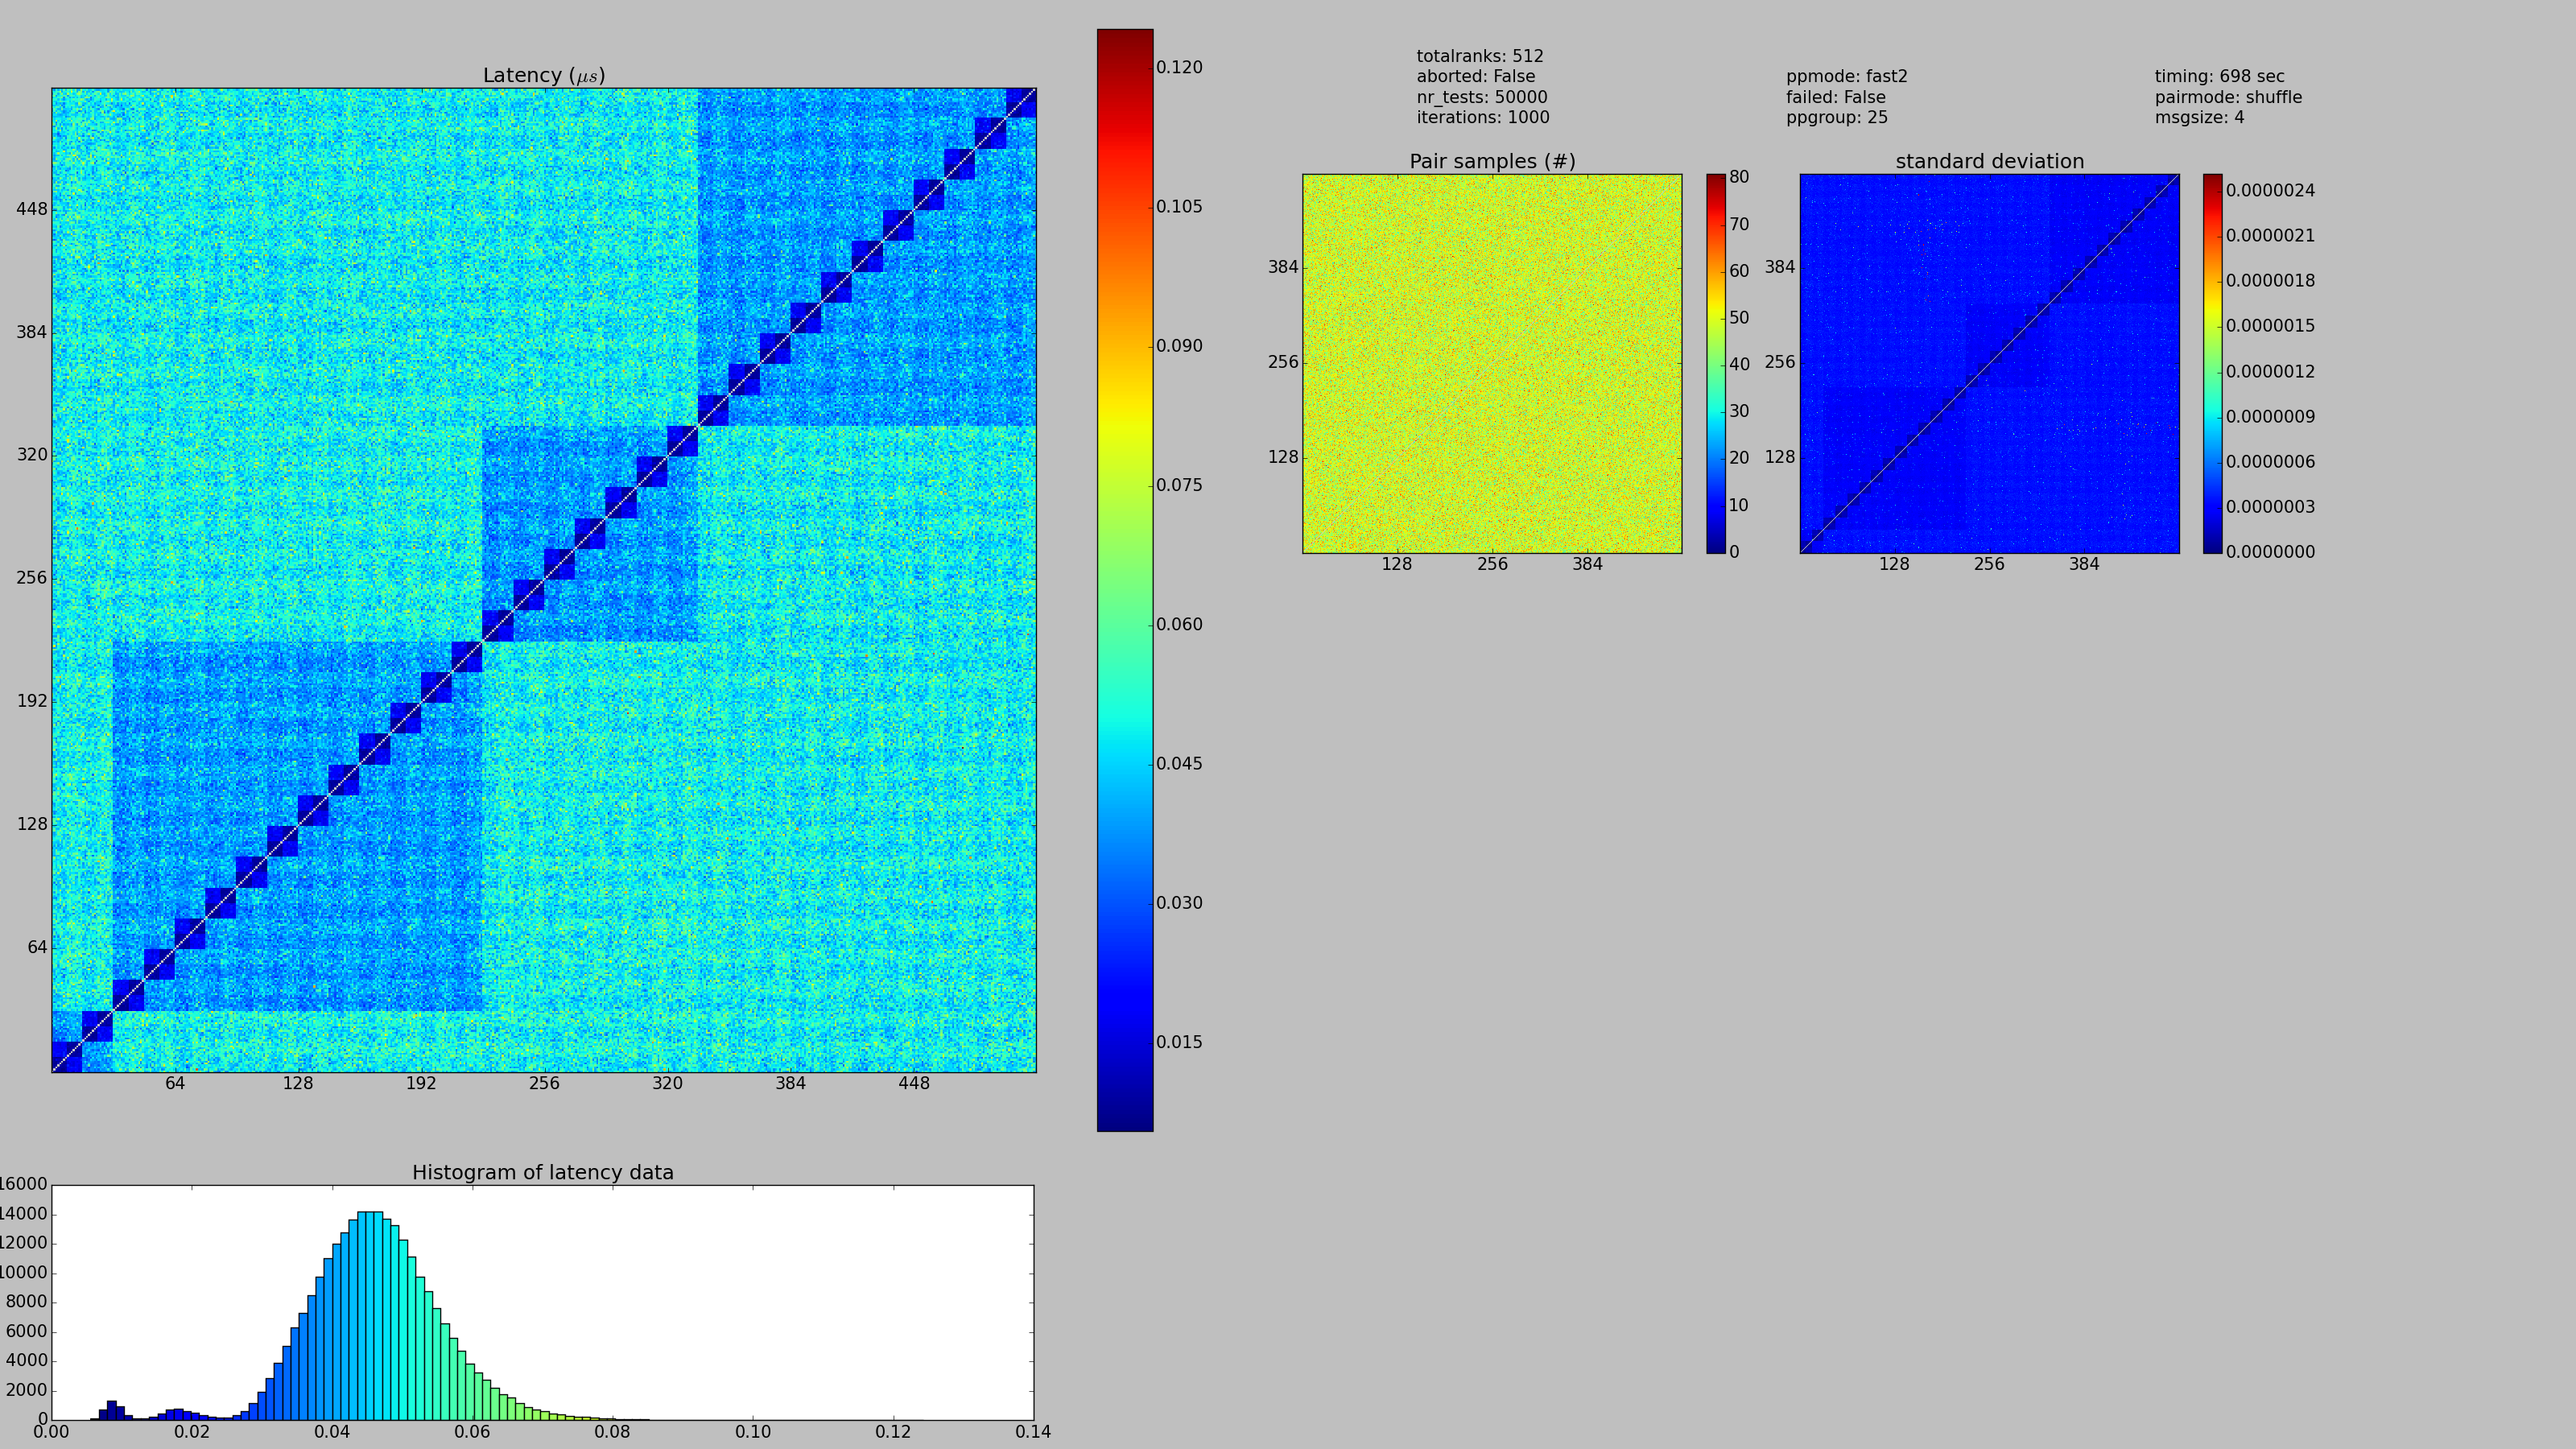 totalranks: 512
aborted: False
nr_tests: 50000
iterations: 1000
ppmode: fast2
failed: False
ppgroup: 25
timing: 698 sec
pairmode: shuffle
msgsize: 4
Latency (μs)
448
384
320
256
192
128
64
64 128 192 256 320 384 448
0.120
0.105
0.090
0.075
0.060
0.045
0.030
0.015
Pair samples (#)
384
256
128
128 256 384
80
70
60
50
40
30
20
10
0
standard deviation
384
256
128
128 256 384
0.0000024
0.0000021
0.0000018
0.0000015
0.0000012
0.0000009
0.0000006
0.0000003
0.0000000
Histogram of latency data
16000
14000
12000
10000
8000
6000
4000
2000
0
0.00 0.02 0.04 0.06 0.08 0.10 0.12 0.14